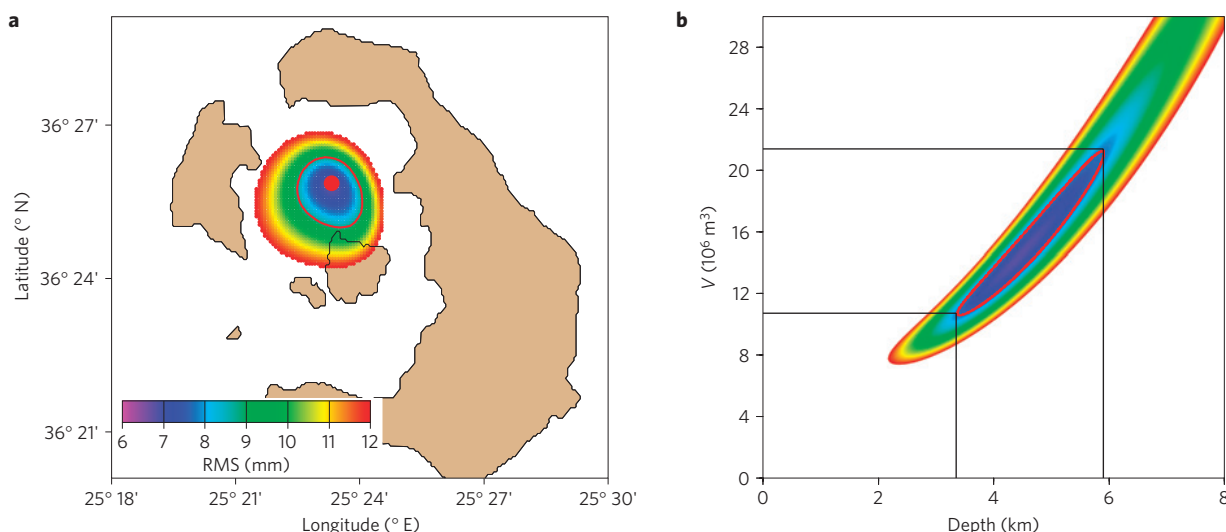 a
36° 27'
36° 24'
36° 21'
Latitude (° N)
6 7 8 9 10 11 12
RMS (mm)
25° 18' 25° 21' 25° 24' 25° 27' 25° 30'
Longitude (° E)
b
28
24
20
16
12
8
4
0
V (10⁶ m³)
0 2 4 6 8
Depth (km)